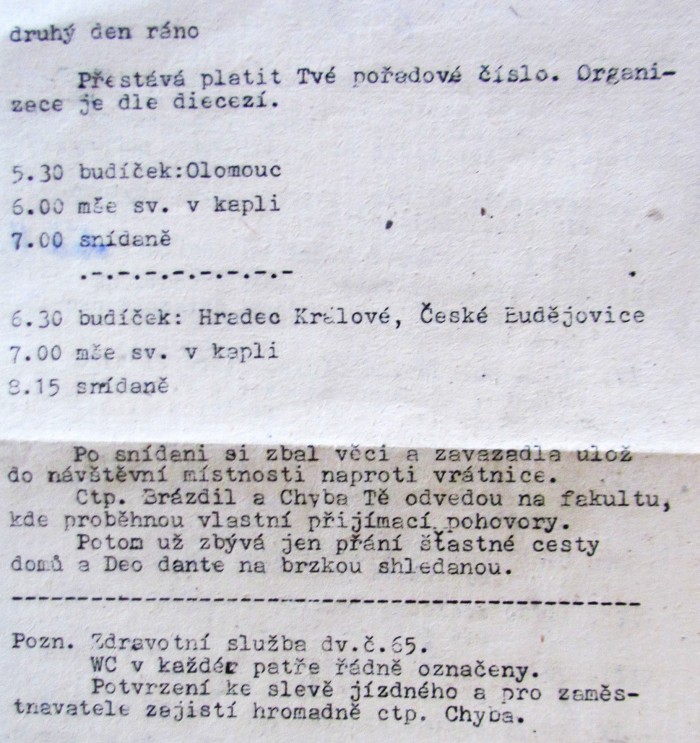 druhý den ráno
Přestává platit Tvé pořadové číslo. Organi-
zace je dle diecezí.
5.30 budíček:Olomouc
6.00 mše sv. v kapli
7.00 snídaně
.-.-.-.-.-.-.-.-
6.30 budíček: Hradec Králové, České Budějovice
7.00 mše sv. v kapli
8.15 snídaně
Po snídani si zbal věci a zavazadla ulož
do návštěvní místnosti naproti vrátnice.
Ctp. Brázdil a Chyba Tě odvedou na fakultu,
kde proběhnou vlastní přijímací pohovory.
Potom už zbývá jen přání šťastné cesty
domů a Deo dante na brzkou shledanou.
-----------------------------------------------
Pozn. Zdravotní služba dv.č.65.
WC v každém patře řádně označeny.
Potvrzení ke slevě jízdného a pro zaměs-
tnavatele zajistí hromadně ctp. Chyba.